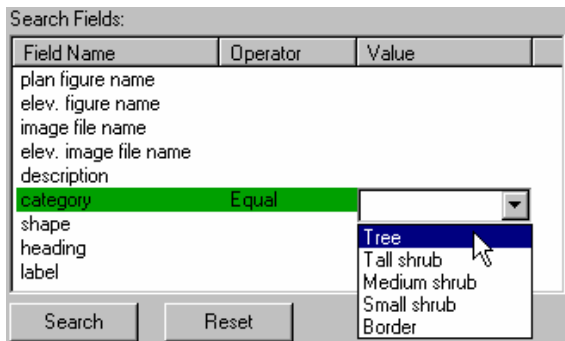 Search Fields:
Field Name Operator Value
plan figure name
elev. figure name
image file name
elev. image file name
description
category Equal
shape
heading
label
Tree
Tall shrub
Medium shrub
Small shrub
Border
Search Reset